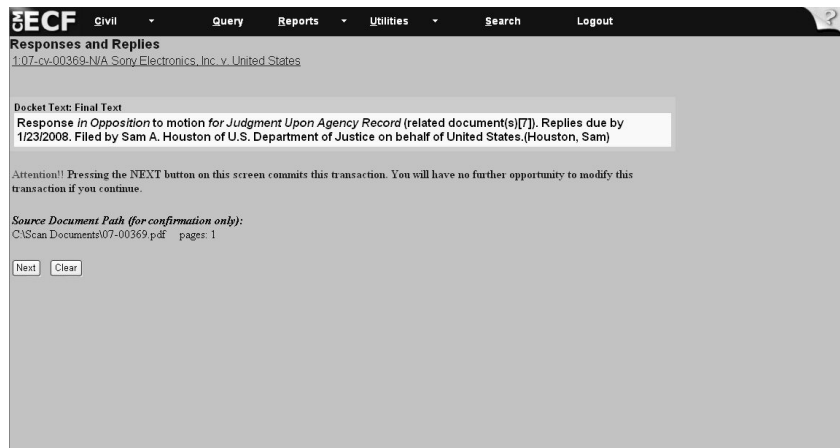 CM ECF Civil Query Reports Utilities Search Logout ?
Responses and Replies
1:07-cv-00369-N/A Sony Electronics, Inc. v. United States
Docket Text: Final Text
Response in Opposition to motion for Judgment Upon Agency Record (related document(s)[7]). Replies due by
1/23/2008. Filed by Sam A. Houston of U.S. Department of Justice on behalf of United States.(Houston, Sam)
Attention!! Pressing the NEXT button on this screen commits this transaction. You will have no further opportunity to modify this
transaction if you continue.
Source Document Path (for confirmation only):
C:\Scan Documents\07-00369.pdf pages: 1
Next Clear